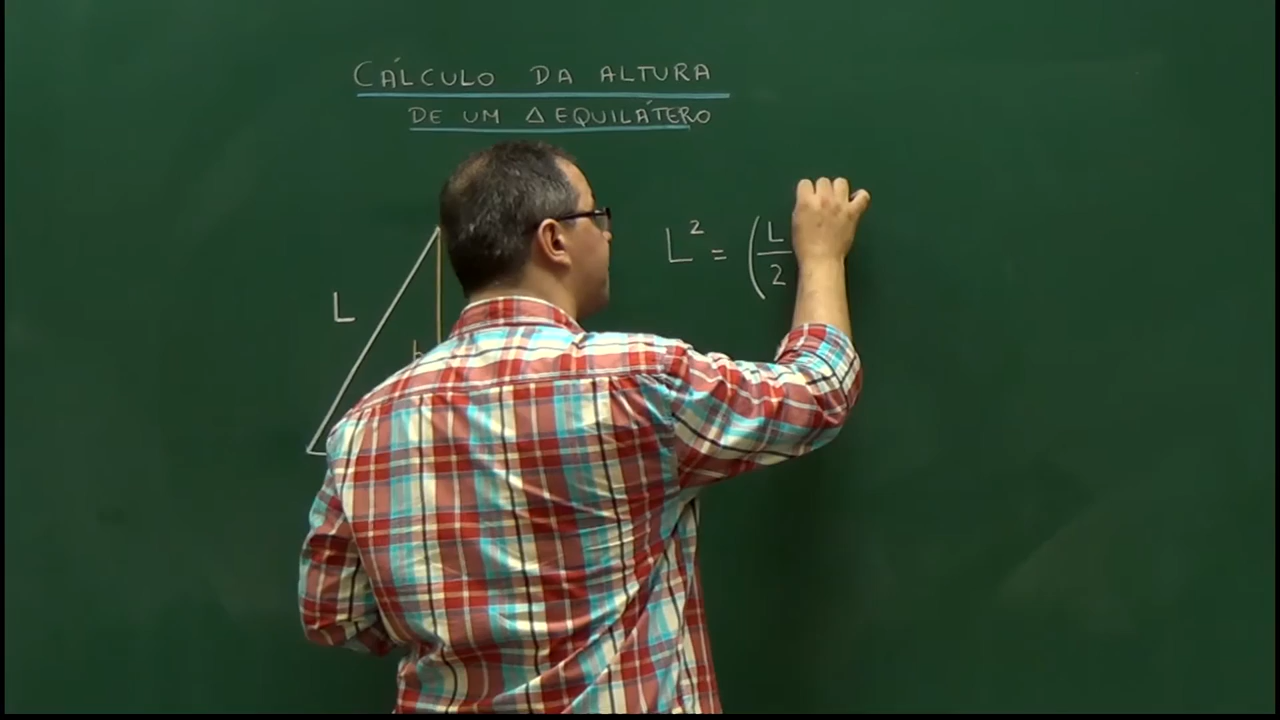 CÁLCULO DA ALTURA
DE UM Δ EQUILÁTERO
L² = (L/2
L